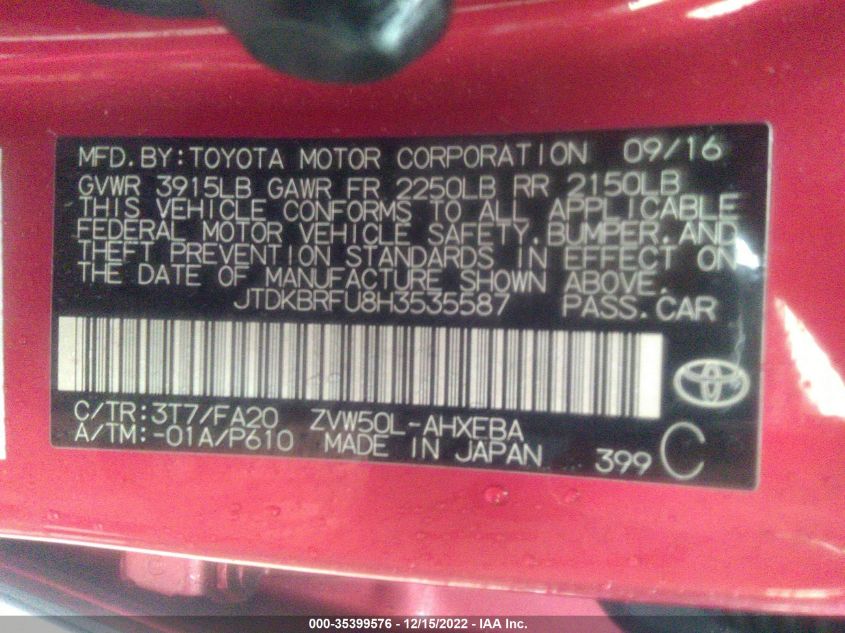 MFD.BY:TOYOTA MOTOR CORPORATION 09/16
GVWR 3915LB GAWR FR 2250LB RR 2150LB
THIS VEHICLE CONFORMS TO ALL APPLICABLE
FEDERAL MOTOR VEHICLE SAFETY,BUMPER,AND
THEFT PREVENTION STANDARDS IN EFFECT ON
THE DATE OF MANUFACTURE SHOWN ABOVE.
JTDKBRFU8H3535587 PASS.CAR
C/TR:3T7/FA20 ZVW50L-AHXEBA
A/TM:-01A/P610 MADE IN JAPAN 399 C
000-35399576 - 12/15/2022 - IAA Inc.